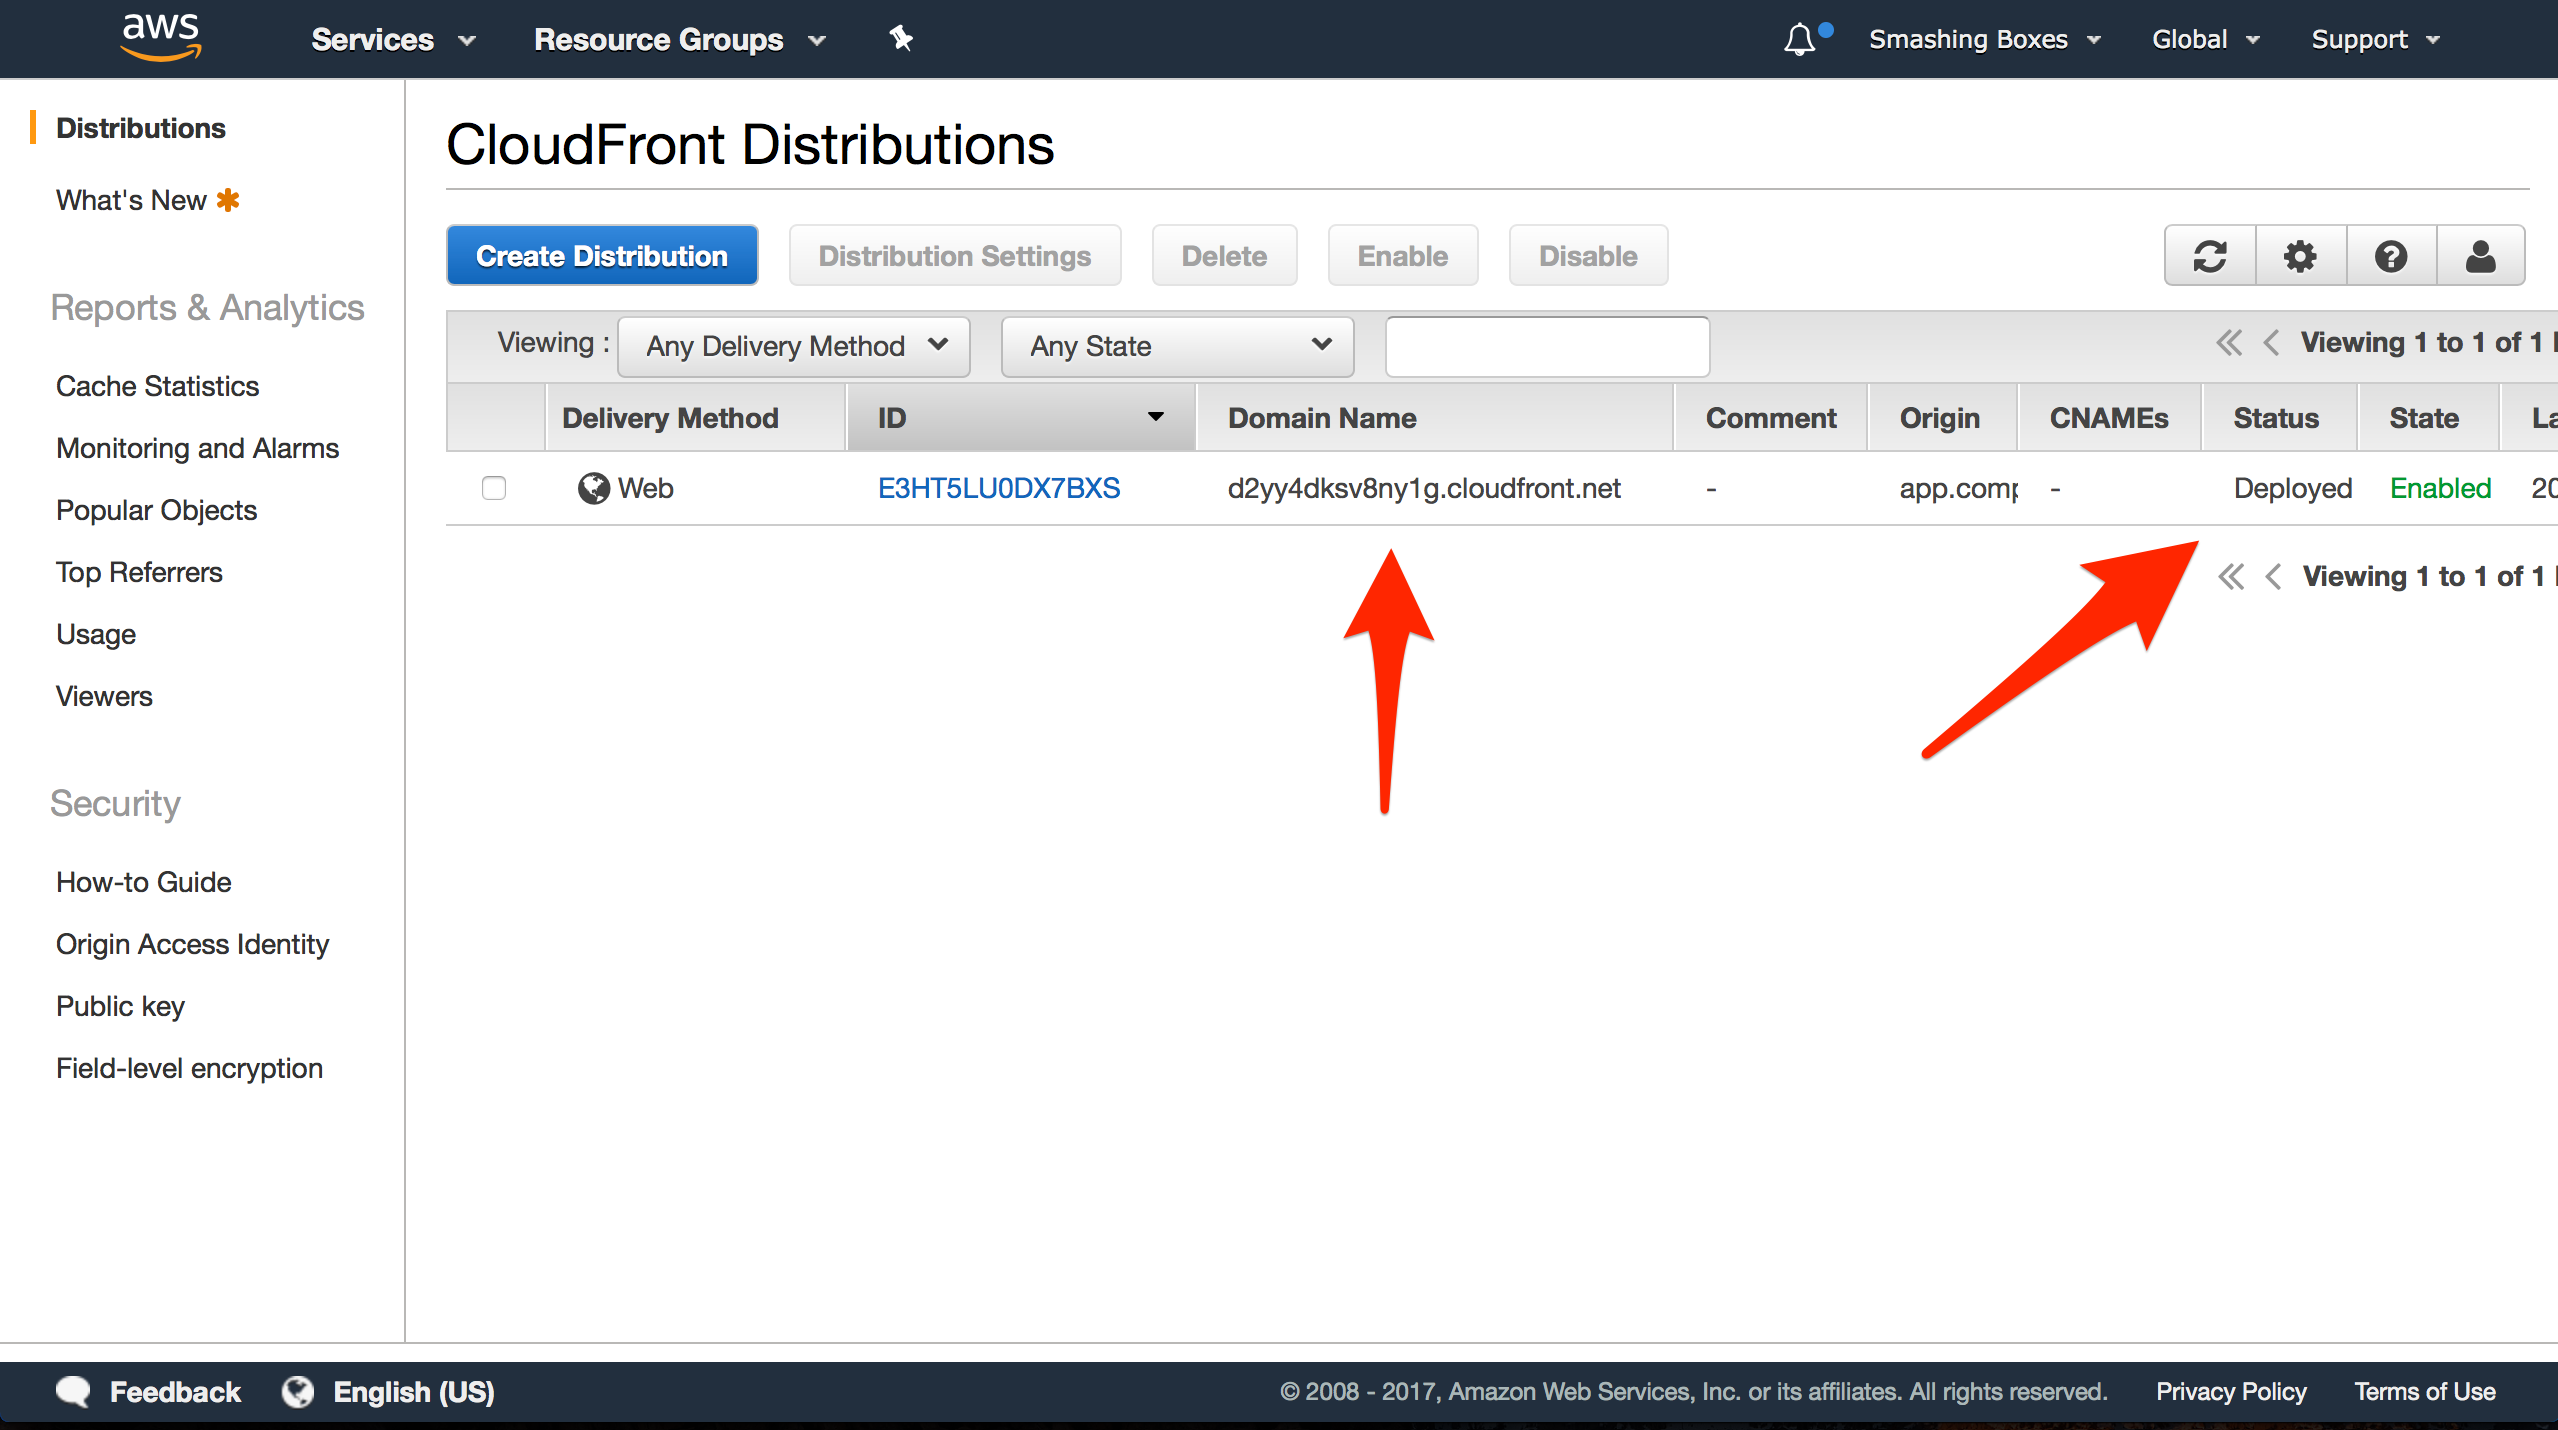 aws Services Resource Groups Smashing Boxes Global Support
Distributions
What's New
Reports & Analytics
Cache Statistics
Monitoring and Alarms
Popular Objects
Top Referrers
Usage
Viewers
Security
How-to Guide
Origin Access Identity
Public key
Field-level encryption
CloudFront Distributions
Create Distribution Distribution Settings Delete Enable Disable
Viewing : Any Delivery Method Any State Viewing 1 to 1 of 1
Delivery Method ID Domain Name Comment Origin CNAMEs Status State La
Web E3HT5LU0DX7BXS d2yy4dksv8ny1g.cloudfront.net - app.comp - Deployed Enabled 20
Viewing 1 to 1 of 1
Feedback English (US) © 2008 - 2017, Amazon Web Services, Inc. or its affiliates. All rights reserved. Privacy Policy Terms of Use